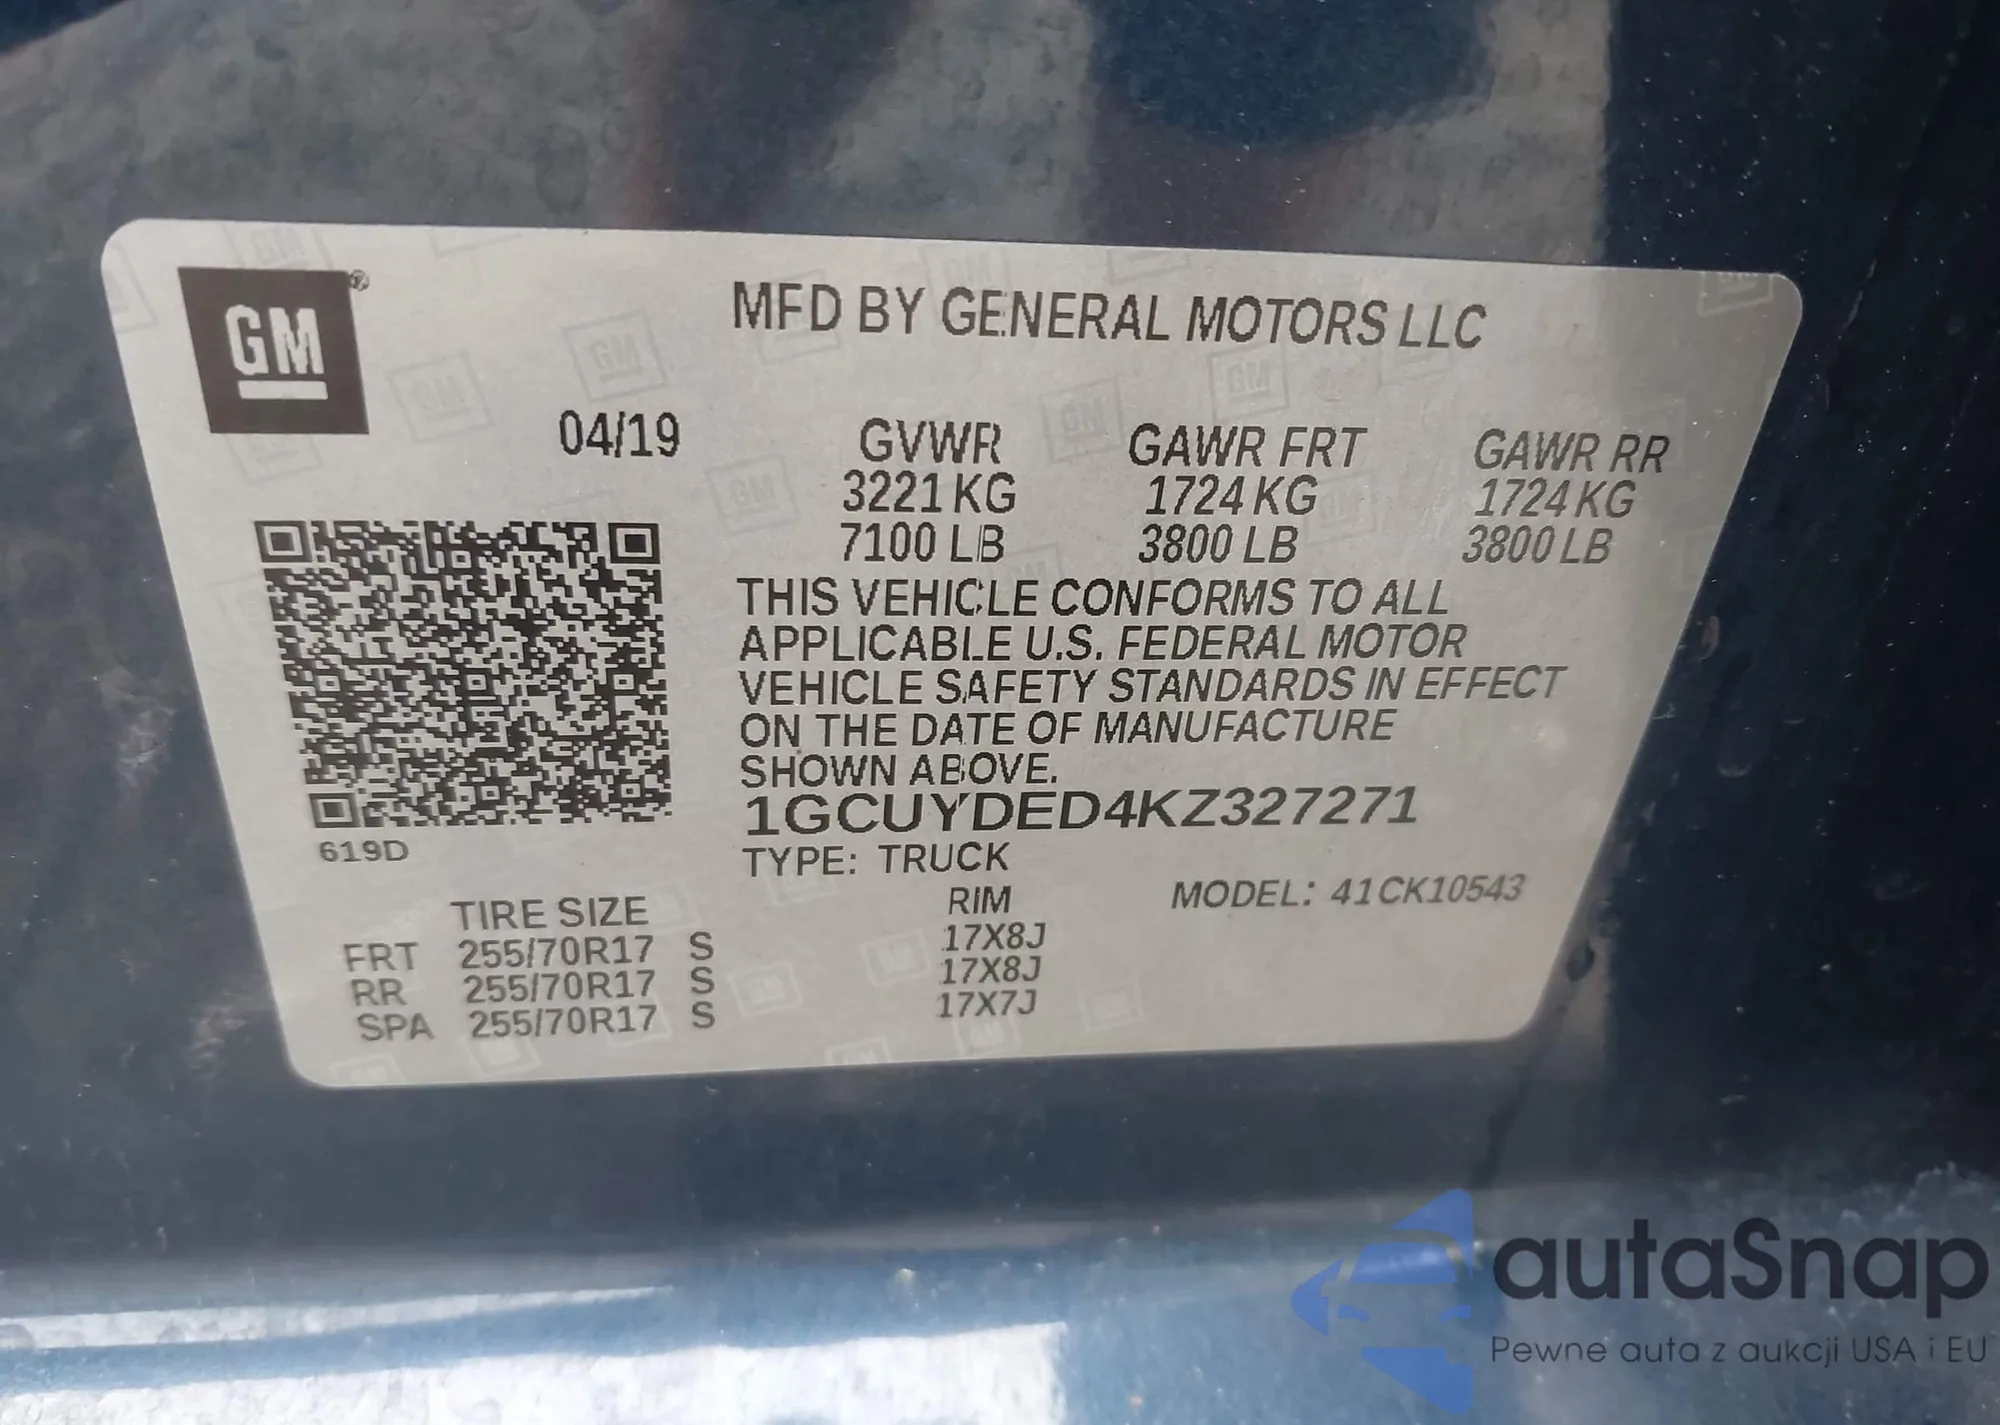 GM
MFD BY GENERAL MOTORS LLC
04/19
GVWR GAWR FRT GAWR RR
3221 KG 1724 KG 1724 KG
7100 LB 3800 LB 3800 LB
THIS VEHICLE CONFORMS TO ALL
APPLICABLE U.S. FEDERAL MOTOR
VEHICLE SAFETY STANDARDS IN EFFECT
ON THE DATE OF MANUFACTURE
SHOWN ABOVE.
1GCUYDED4KZ327271
619D
TYPE: TRUCK
TIRE SIZE RIM MODEL: 41CK10543
FRT 255/70R17 S 17X8J
RR 255/70R17 S 17X8J
SPA 255/70R17 S 17X7J
autaSnap
Pewne auta z aukcji USA i EU